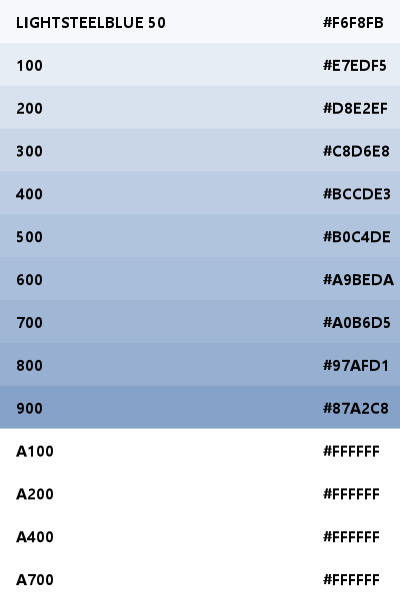 LIGHTSTEELBLUE 50 #F6F8FB
100 #E7EDF5
200 #D8E2EF
300 #C8D6E8
400 #BCCDE3
500 #B0C4DE
600 #A9BEDA
700 #A0B6D5
800 #97AFD1
900 #87A2C8
A100 #FFFFFF
A200 #FFFFFF
A400 #FFFFFF
A700 #FFFFFF